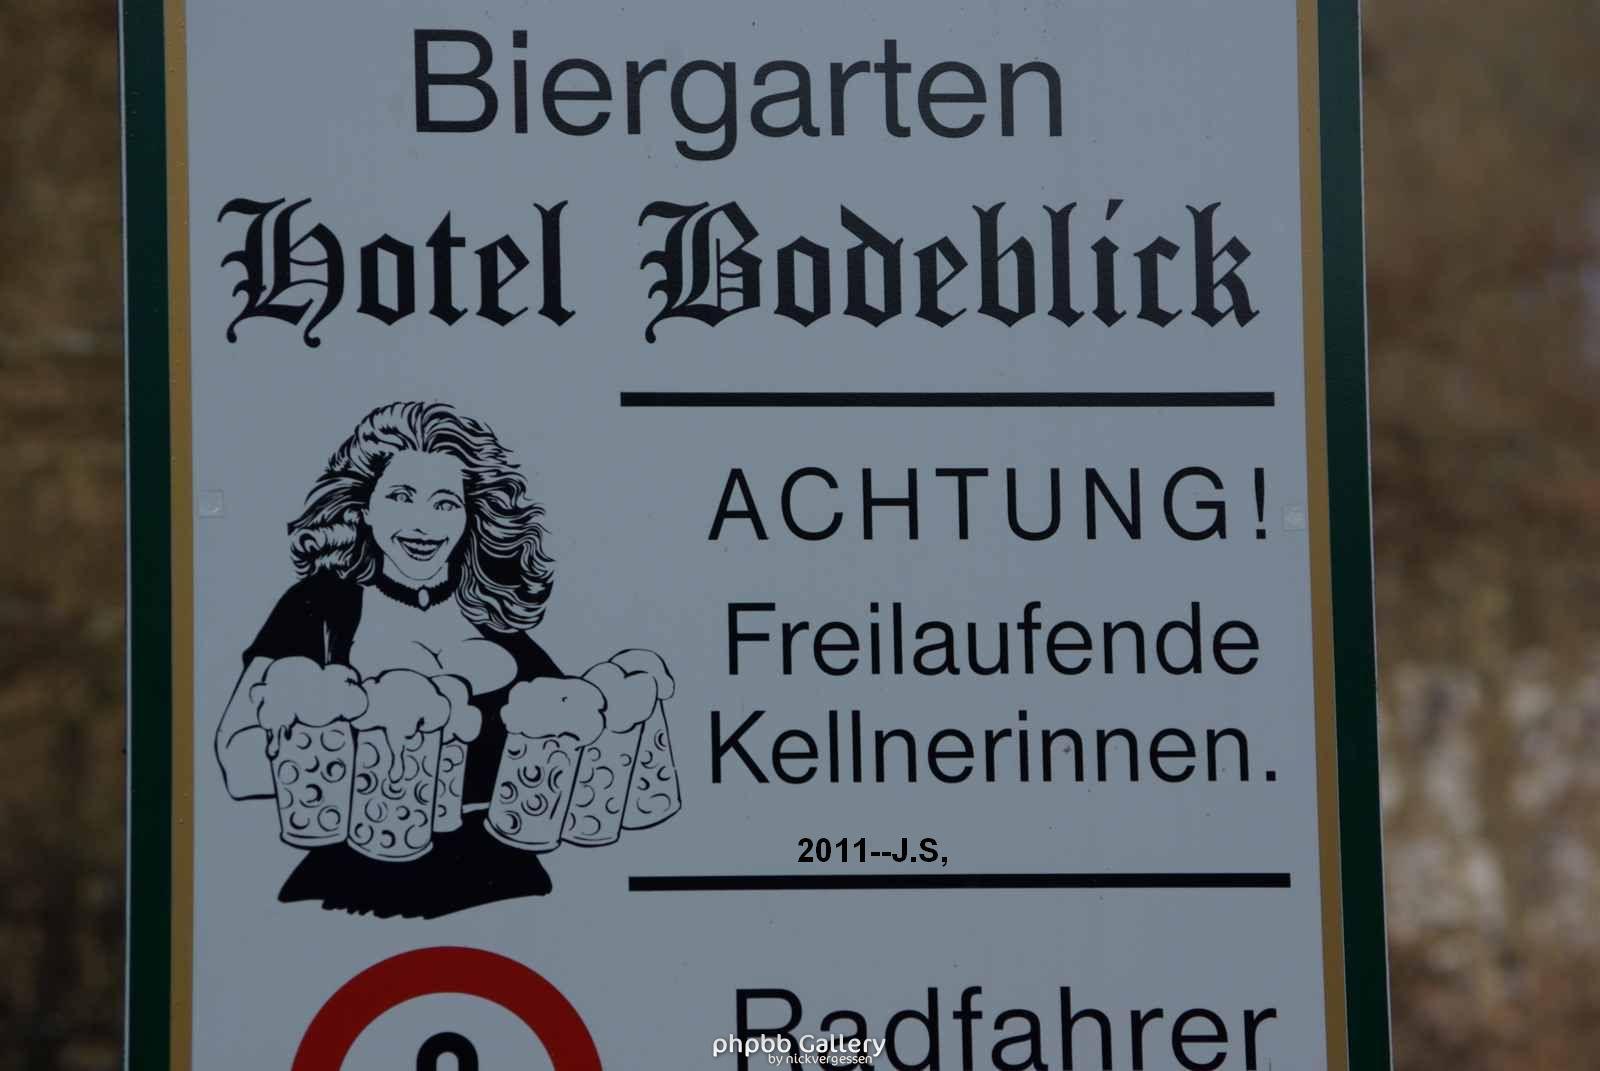 Biergarten
Hotel Bodeblick
ACHTUNG!
Freilaufende
Kellnerinnen.
2011--J.S,
Radfahrer
phpbb Gallery
by nickvergessen